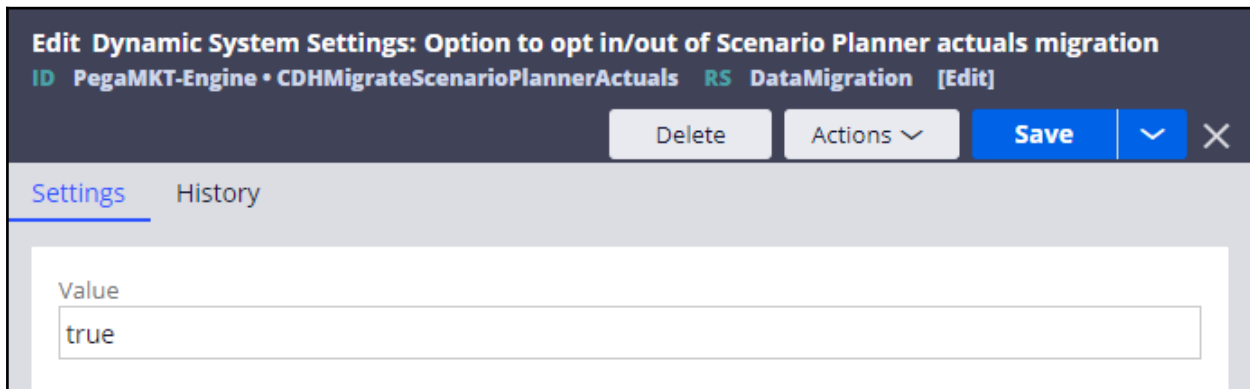 Edit Dynamic System Settings: Option to opt in/out of Scenario Planner actuals migration
ID PegaMKT-Engine • CDHMigrateScenarioPlannerActuals RS DataMigration [Edit]
Delete Actions Save
Settings History
Value
true